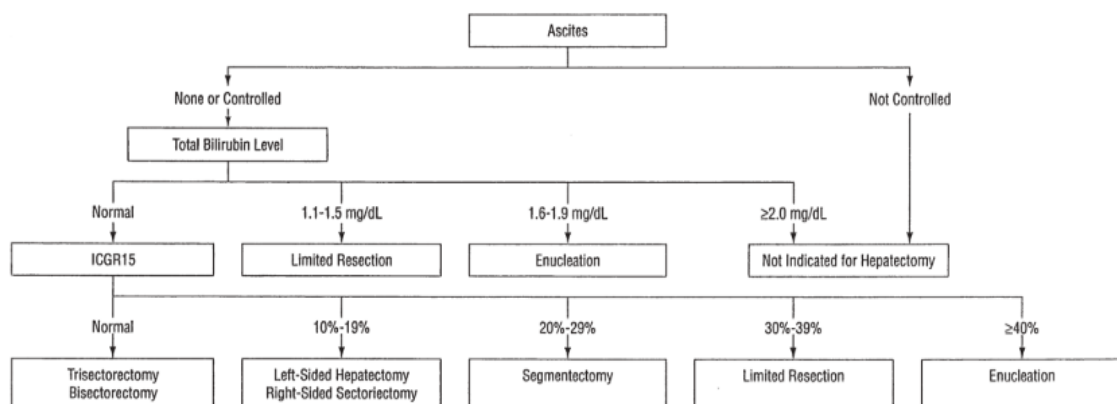 Ascites
None or Controlled
Not Controlled
Total Bilirubin Level
Normal
1.1-1.5 mg/dL
1.6-1.9 mg/dL
≥2.0 mg/dL
ICGR15
Limited Resection
Enucleation
Not Indicated for Hepatectomy
Normal
10%-19%
20%-29%
30%-39%
≥40%
Trisectorectomy
Bisectorectomy
Left-Sided Hepatectomy
Right-Sided Sectoriectomy
Segmentectomy
Limited Resection
Enucleation